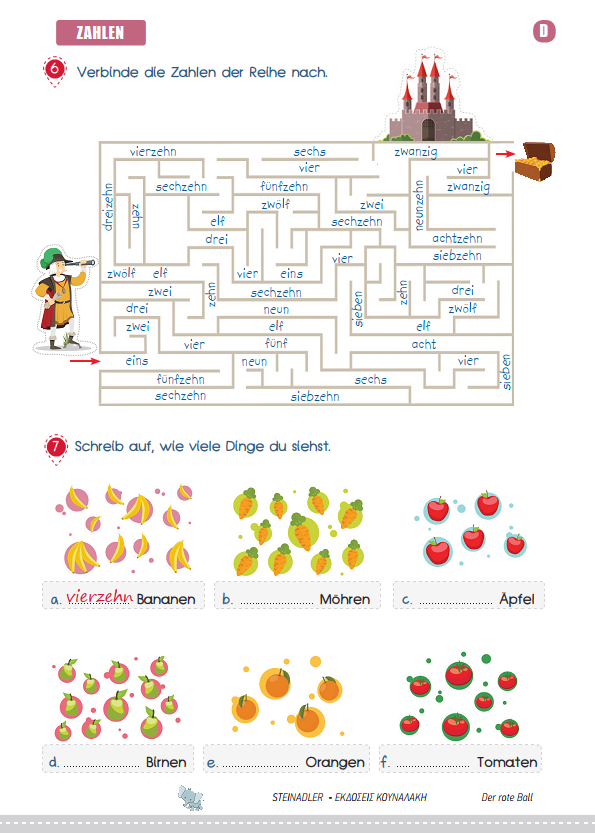 ZAHLEN
D
6 Verbinde die Zahlen der Reihe nach.
vierzehn sechs zwanzig
vier vier
sechzehn fünfzehn zwanzig
dreizehn zehn zwölf zwei neunzehn
elf sechzehn
drei achtzehn
vier siebzehn
zwölf elf vier eins
zwei zehn sechzehn sieben zehn drei
drei neun zwölf
zwei elf elf
vier fünf acht
eins neun vier sieben
fünfzehn sechs
sechzehn siebzehn
7 Schreib auf, wie viele Dinge du siehst.
a. vierzehn Bananen b. .................... Möhren c. .................... Äpfel
d. .................... Birnen e. .................... Orangen f. .................... Tomaten
STEINADLER • ΕΚΔΟΣΕΙΣ ΚΟΥΝΑΛΑΚΗ Der rote Ball